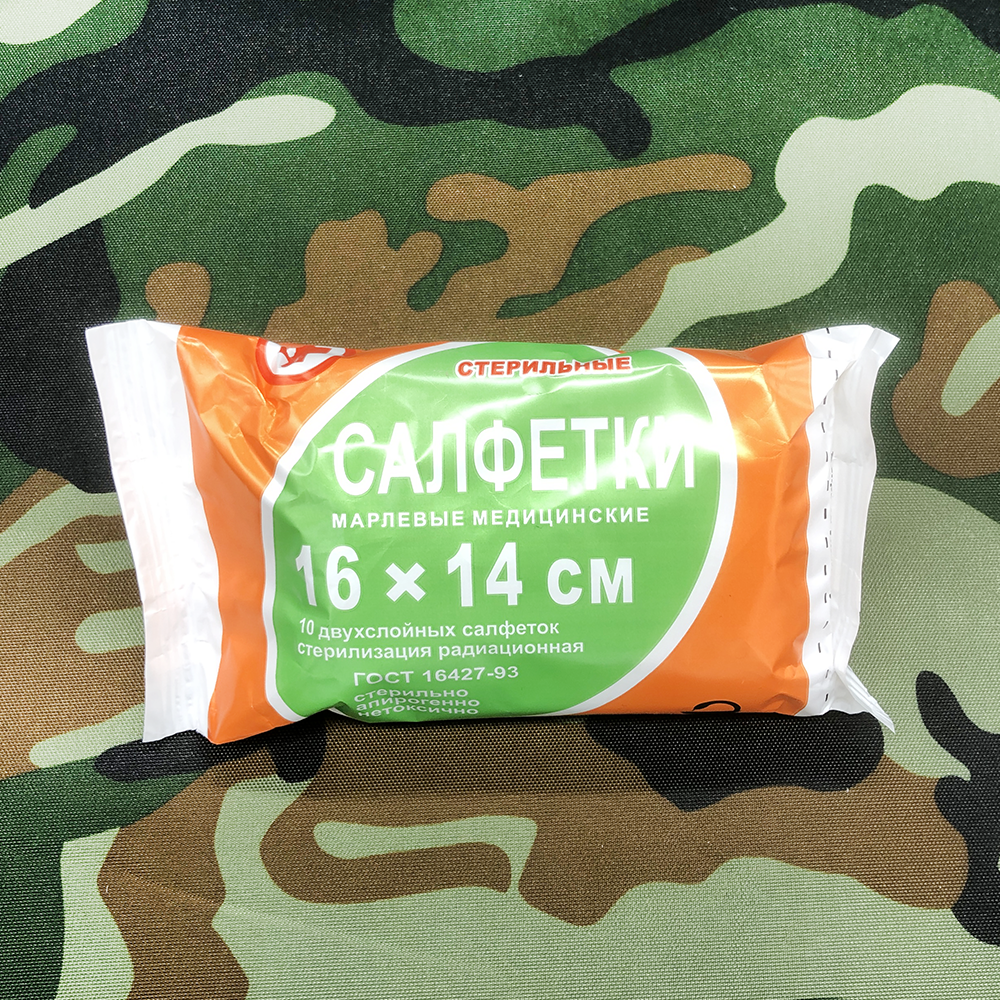 СТЕРИЛЬНЫЕ
САЛФЕТКИ
МАРЛЕВЫЕ МЕДИЦИНСКИЕ
16 × 14 СМ
10 двухслойных салфеток
стерилизация радиационная
ГОСТ 16427-93
стерильно
апирогенно
нетоксично